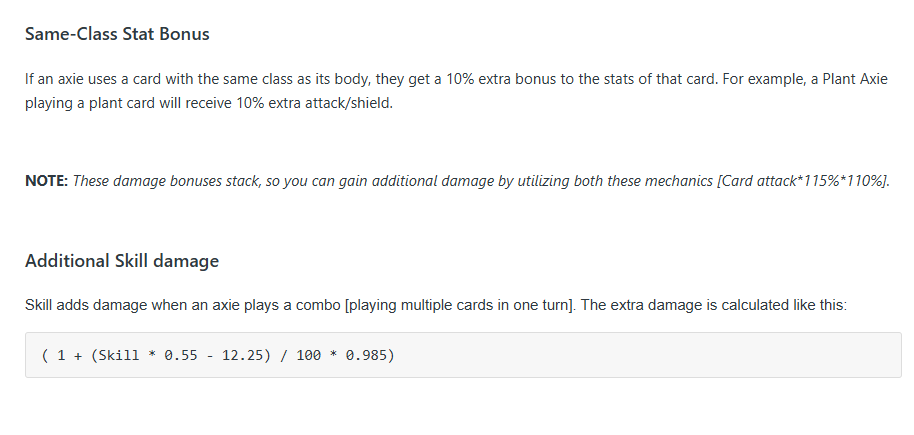 Same-Class Stat Bonus
If an axie uses a card with the same class as its body, they get a 10% extra bonus to the stats of that card. For example, a Plant Axie
playing a plant card will receive 10% extra attack/shield.
NOTE: These damage bonuses stack, so you can gain additional damage by utilizing both these mechanics [Card attack*115%*110%].
Additional Skill damage
Skill adds damage when an axie plays a combo [playing multiple cards in one turn]. The extra damage is calculated like this:
( 1 + (Skill * 0.55 - 12.25) / 100 * 0.985)